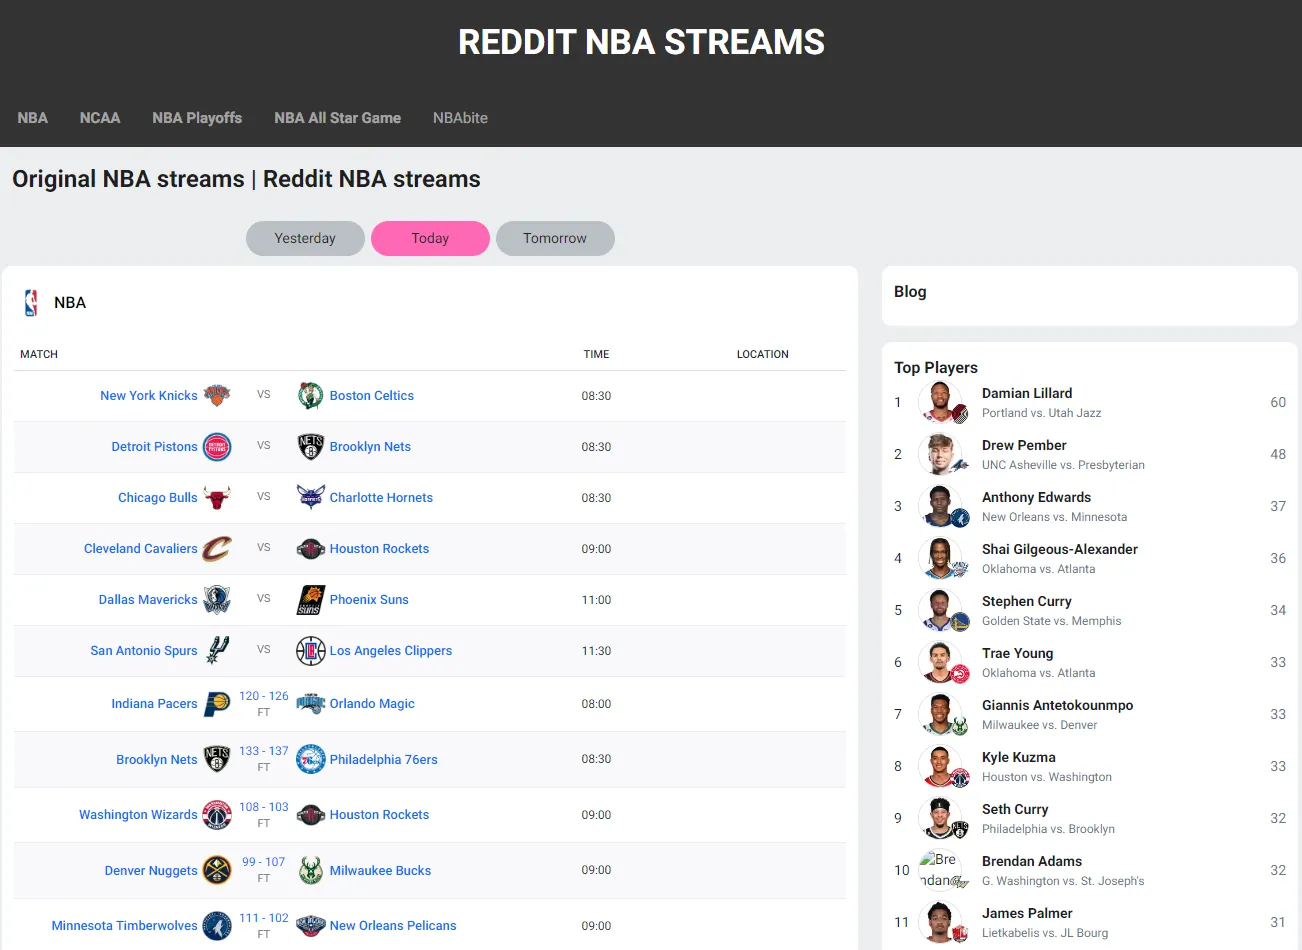 REDDIT NBA STREAMS
NBA NCAA NBA Playoffs NBA All Star Game NBAbite
Original NBA streams | Reddit NBA streams
Yesterday Today Tomorrow
NBA
MATCH TIME LOCATION
New York Knicks VS Boston Celtics 08:30
Detroit Pistons VS Brooklyn Nets 08:30
Chicago Bulls VS Charlotte Hornets 08:30
Cleveland Cavaliers VS Houston Rockets 09:00
Dallas Mavericks VS Phoenix Suns 11:00
San Antonio Spurs VS Los Angeles Clippers 11:30
Indiana Pacers 120 - 126 FT Orlando Magic 08:00
Brooklyn Nets 133 - 137 FT Philadelphia 76ers 08:30
Washington Wizards 108 - 103 FT Houston Rockets 09:00
Denver Nuggets 99 - 107 FT Milwaukee Bucks 09:00
Minnesota Timberwolves 111 - 102 FT New Orleans Pelicans 09:00
Blog
Top Players
1 Damian Lillard 60
Portland vs. Utah Jazz
2 Drew Pember 48
UNC Asheville vs. Presbyterian
3 Anthony Edwards 37
New Orleans vs. Minnesota
4 Shai Gilgeous-Alexander 36
Oklahoma vs. Atlanta
5 Stephen Curry 34
Golden State vs. Memphis
6 Trae Young 33
Oklahoma vs. Atlanta
7 Giannis Antetokounmpo 33
Milwaukee vs. Denver
8 Kyle Kuzma 33
Houston vs. Washington
9 Seth Curry 32
Philadelphia vs. Brooklyn
10 Brendan Adams 32
G. Washington vs. St. Joseph's
11 James Palmer 31
Lietkabelis vs. JL Bourg